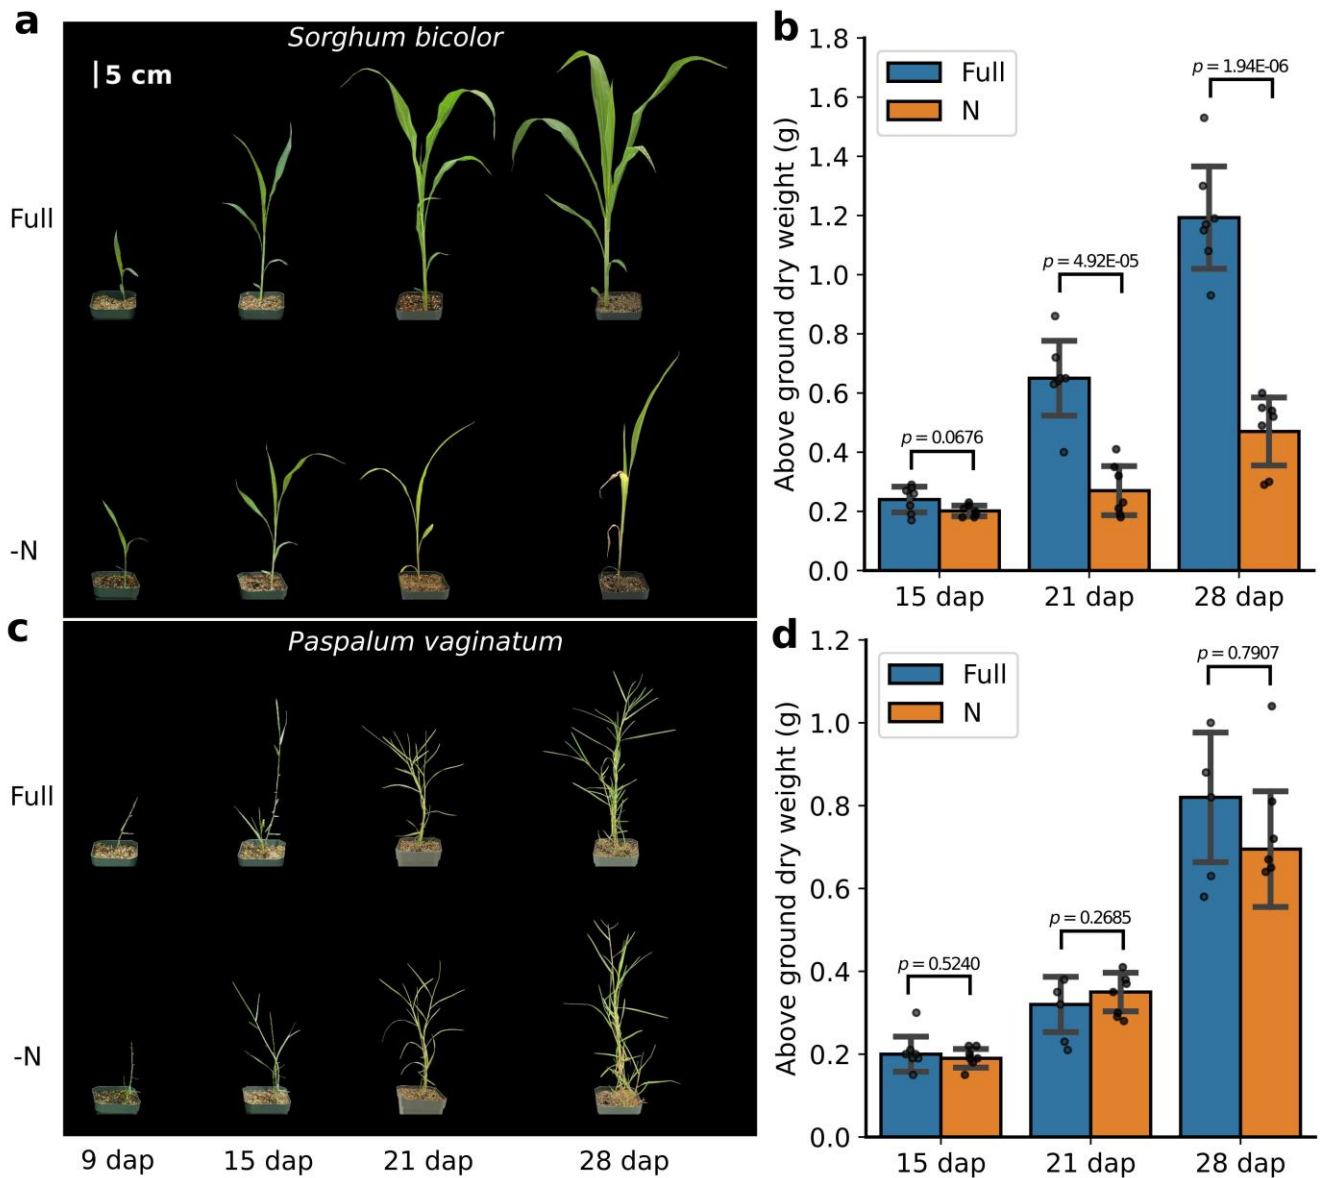 a
Sorghum bicolor
5 cm
Full
-N
b
1.8
1.6
1.4
1.2
1.0
0.8
0.6
0.4
0.2
0.0
Above ground dry weight (g)
Full
N
p = 0.0676
p = 4.92E-05
p = 1.94E-06
15 dap
21 dap
28 dap
c
Paspalum vaginatum
Full
-N
9 dap
15 dap
21 dap
28 dap
d
1.2
1.0
0.8
0.6
0.4
0.2
0.0
Above ground dry weight (g)
Full
N
p = 0.5240
p = 0.2685
p = 0.7907
15 dap
21 dap
28 dap